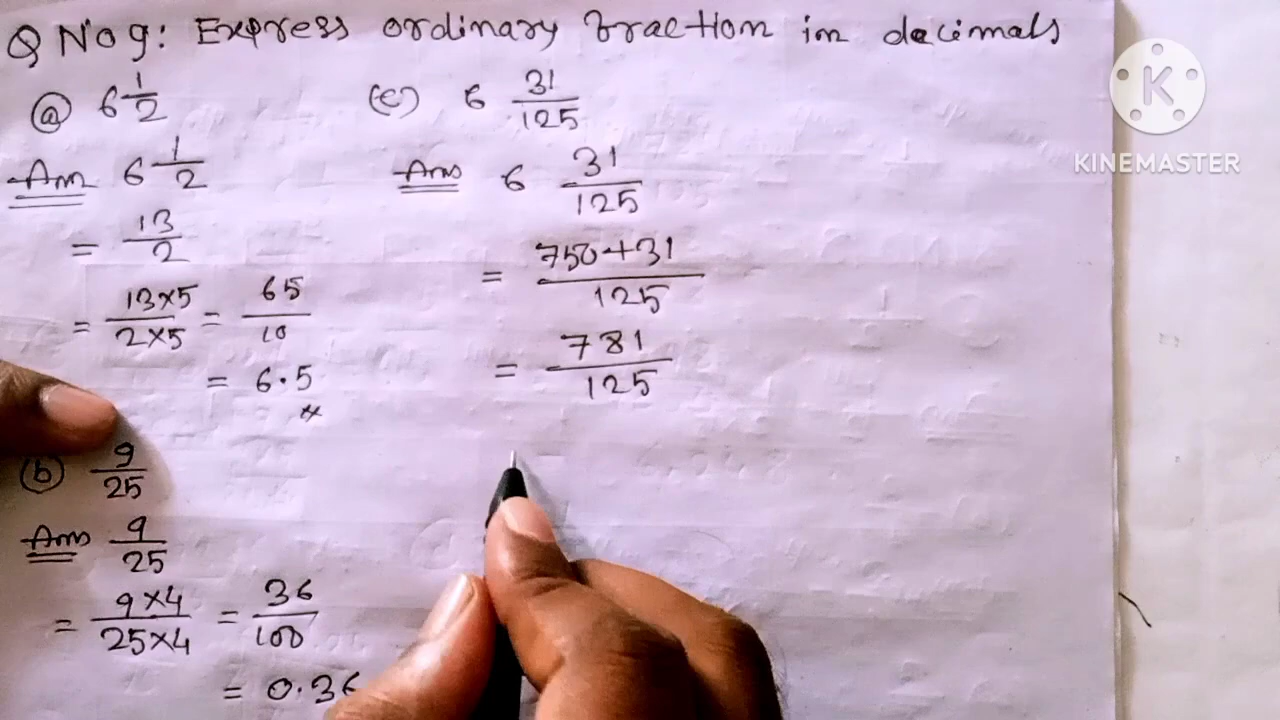 Q No 9: Express ordinary fraction in decimals
(a) 6 1/2
Ans 6 1/2
= 13/2
= 13×5/2×5 = 65/10
= 6.5
(b) 9/25
Ans 9/25
= 9×4/25×4 = 36/100
= 0.36
(c) 6 31/125
Ans 6 31/125
= 750+31/125
= 781/125
K
KINEMASTER